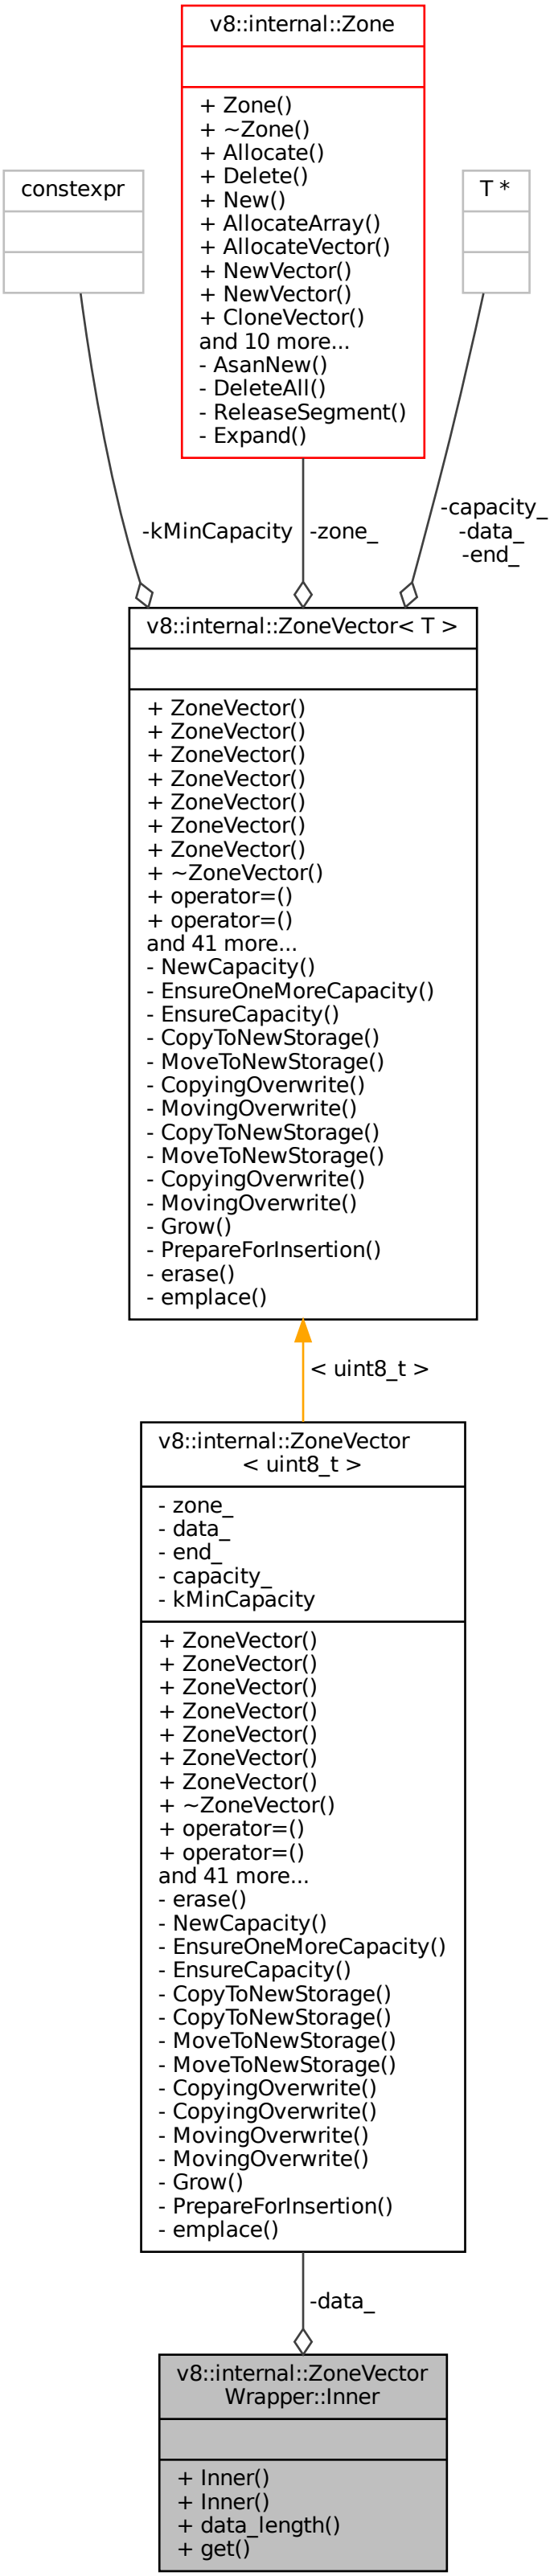 v8::internal::Zone
+ Zone()
+ ~Zone()
+ Allocate()
+ Delete()
+ New()
+ AllocateArray()
+ AllocateVector()
+ NewVector()
+ NewVector()
+ CloneVector()
and 10 more...
- AsanNew()
- DeleteAll()
- ReleaseSegment()
- Expand()
constexpr
T *
-kMinCapacity
-zone_
-capacity_
-data_
-end_
v8::internal::ZoneVector< T >
+ ZoneVector()
+ ZoneVector()
+ ZoneVector()
+ ZoneVector()
+ ZoneVector()
+ ZoneVector()
+ ZoneVector()
+ ~ZoneVector()
+ operator=()
+ operator=()
and 41 more...
- NewCapacity()
- EnsureOneMoreCapacity()
- EnsureCapacity()
- CopyToNewStorage()
- MoveToNewStorage()
- CopyingOverwrite()
- MovingOverwrite()
- CopyToNewStorage()
- MoveToNewStorage()
- CopyingOverwrite()
- MovingOverwrite()
- Grow()
- PrepareForInsertion()
- erase()
- emplace()
< uint8_t >
v8::internal::ZoneVector
< uint8_t >
- zone_
- data_
- end_
- capacity_
- kMinCapacity
+ ZoneVector()
+ ZoneVector()
+ ZoneVector()
+ ZoneVector()
+ ZoneVector()
+ ZoneVector()
+ ZoneVector()
+ ~ZoneVector()
+ operator=()
+ operator=()
and 41 more...
- erase()
- NewCapacity()
- EnsureOneMoreCapacity()
- EnsureCapacity()
- CopyToNewStorage()
- CopyToNewStorage()
- MoveToNewStorage()
- MoveToNewStorage()
- CopyingOverwrite()
- CopyingOverwrite()
- MovingOverwrite()
- MovingOverwrite()
- Grow()
- PrepareForInsertion()
- emplace()
-data_
v8::internal::ZoneVector
Wrapper::Inner
+ Inner()
+ Inner()
+ data_length()
+ get()